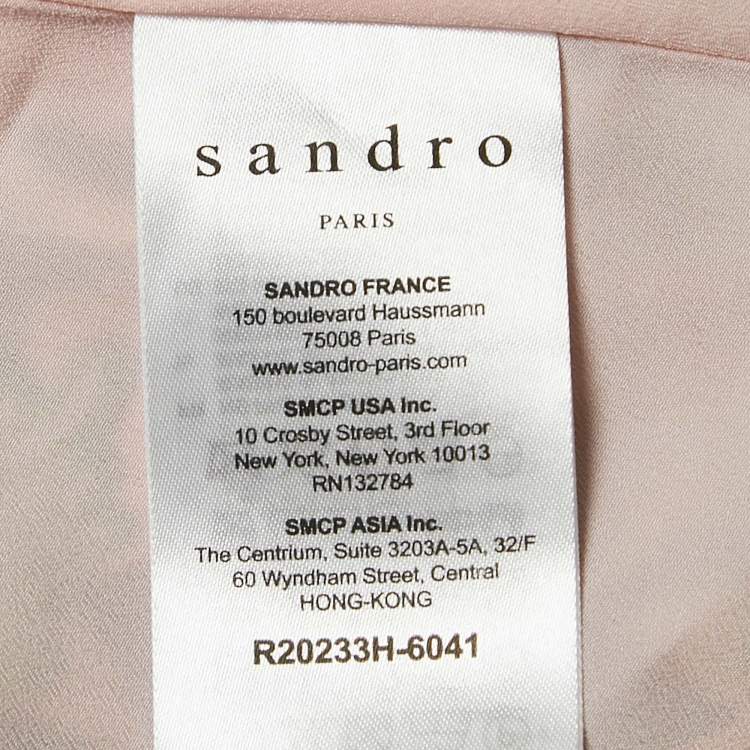 sandro
PARIS
SANDRO FRANCE
150 boulevard Haussmann
75008 Paris
www.sandro-paris.com
SMCP USA Inc.
10 Crosby Street, 3rd Floor
New York, New York 10013
RN132784
SMCP ASIA Inc.
The Centrium, Suite 3203A-5A, 32/F
60 Wyndham Street, Central
HONG-KONG
R20233H-6041